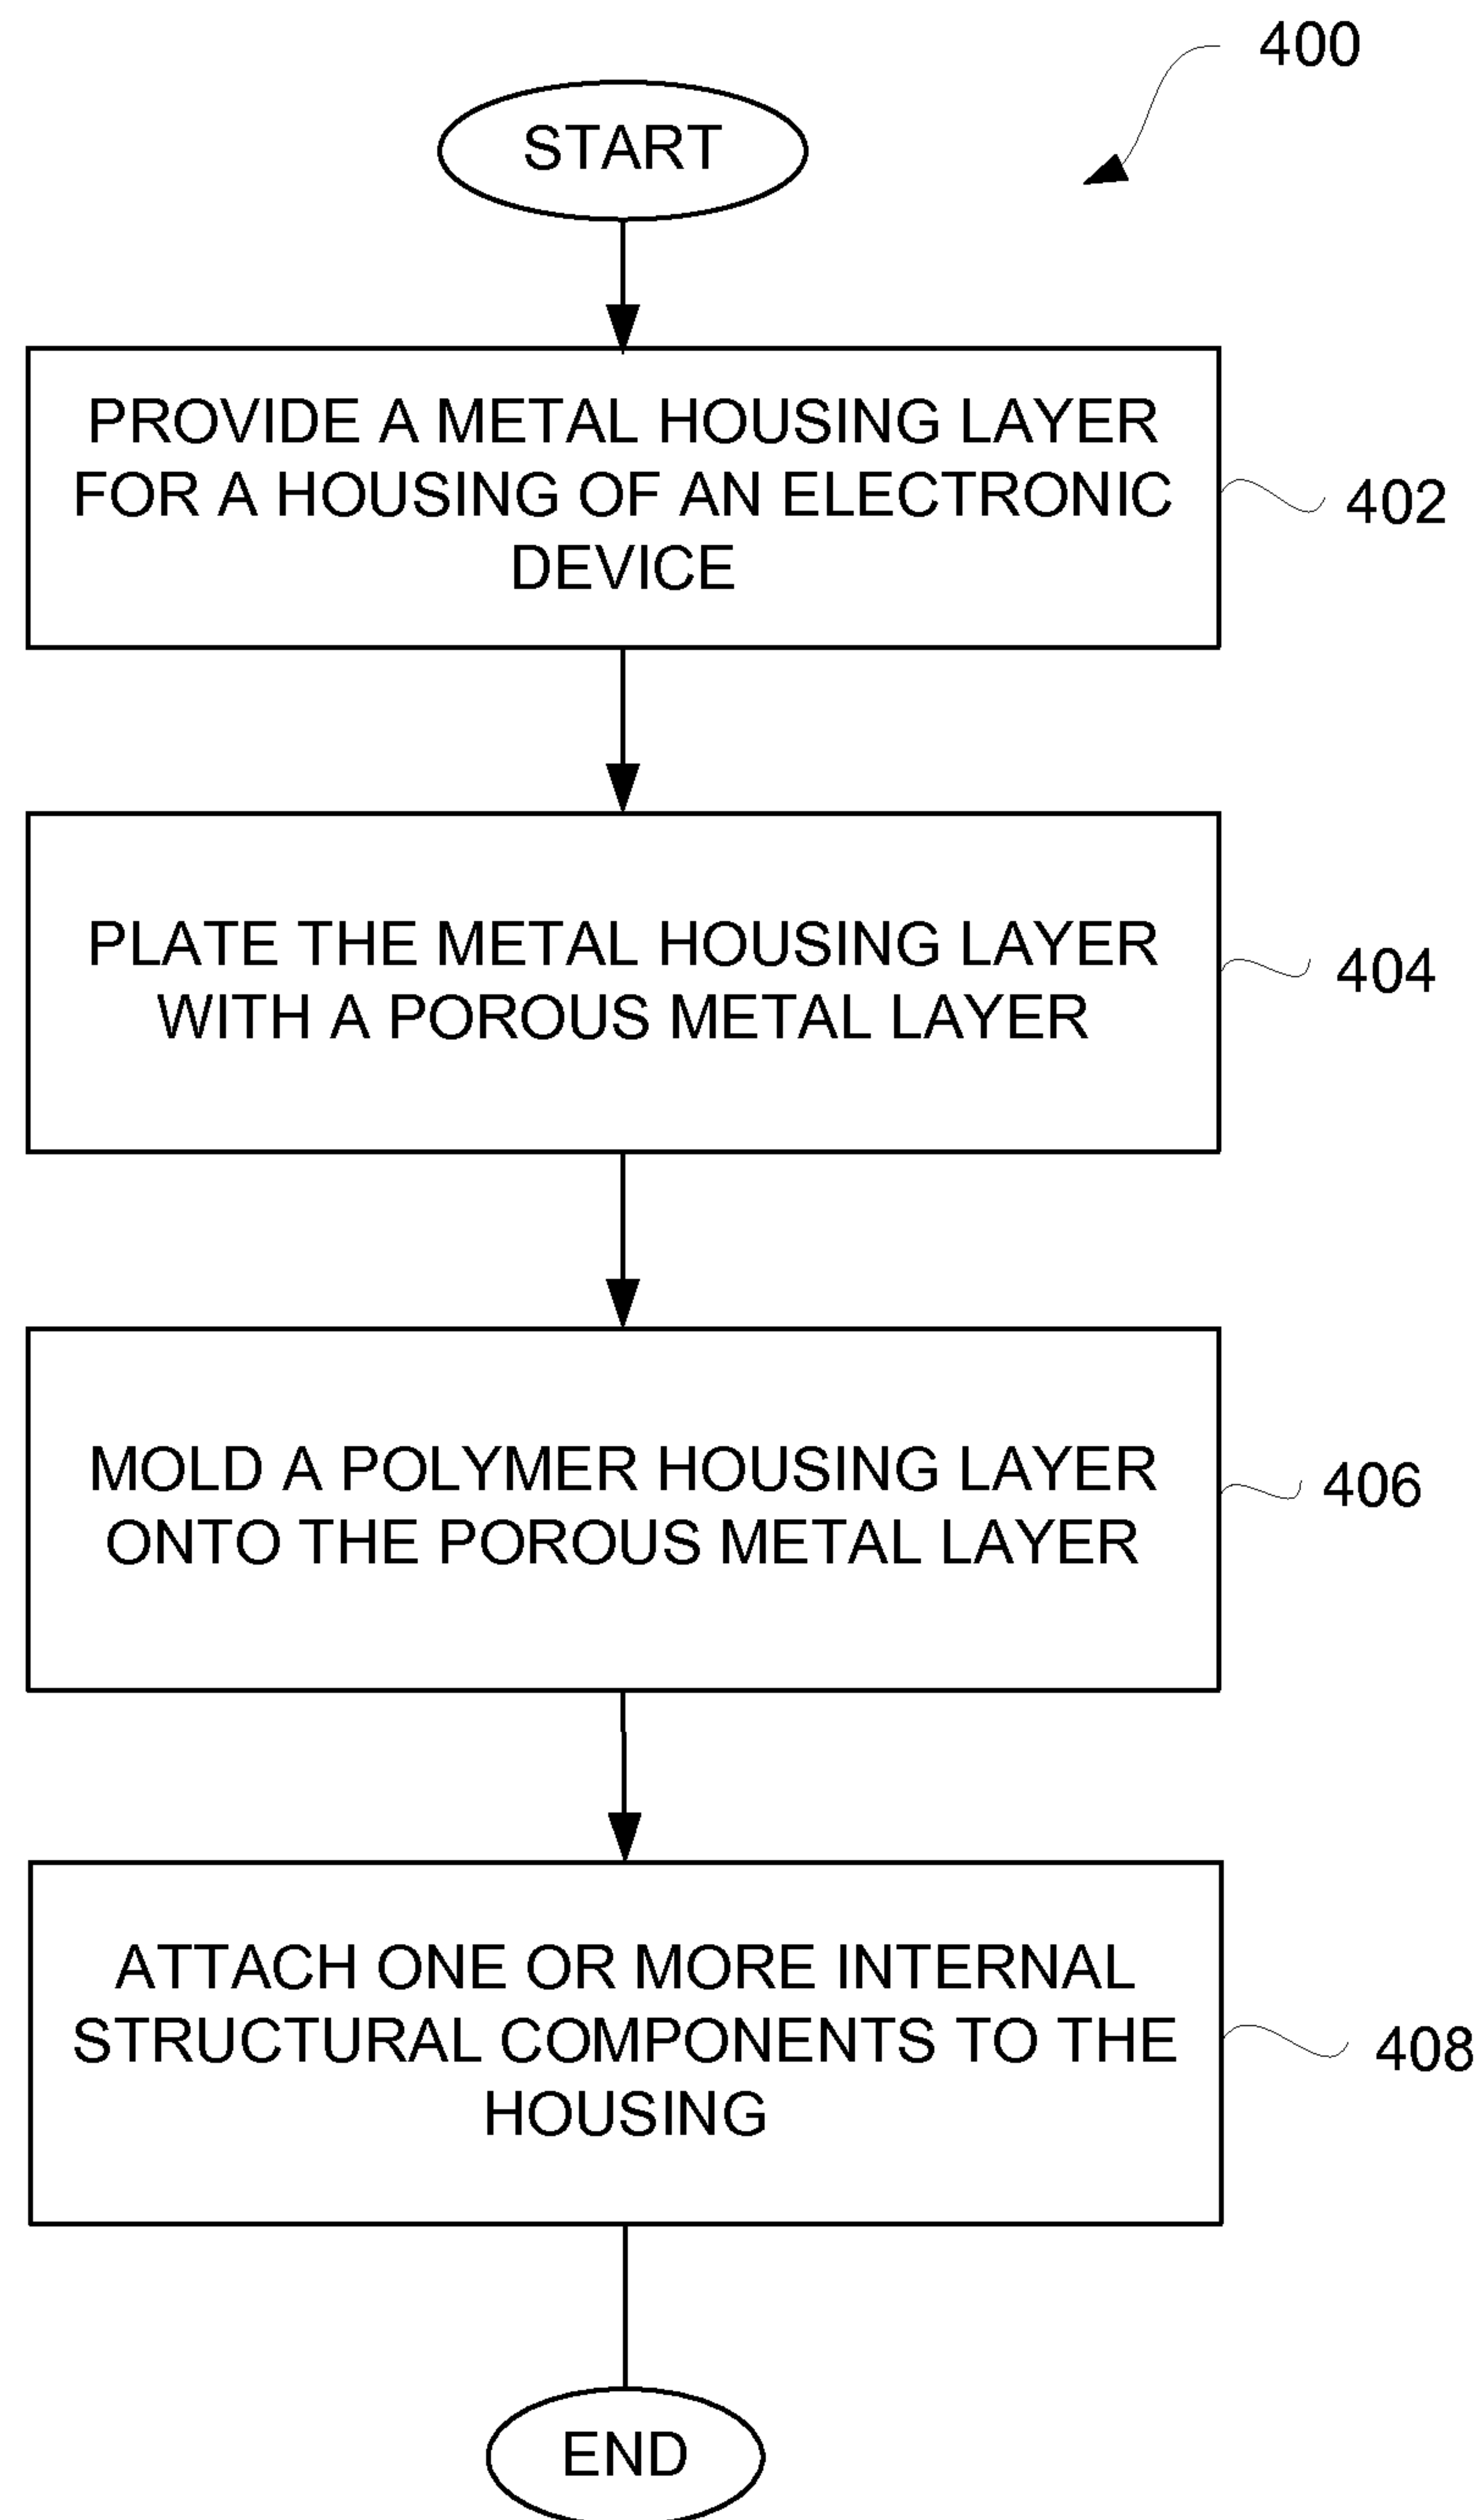 400
START
PROVIDE A METAL HOUSING LAYER
FOR A HOUSING OF AN ELECTRONIC
DEVICE
402
PLATE THE METAL HOUSING LAYER
WITH A POROUS METAL LAYER
404
MOLD A POLYMER HOUSING LAYER
ONTO THE POROUS METAL LAYER
406
ATTACH ONE OR MORE INTERNAL
STRUCTURAL COMPONENTS TO THE
HOUSING
408
END